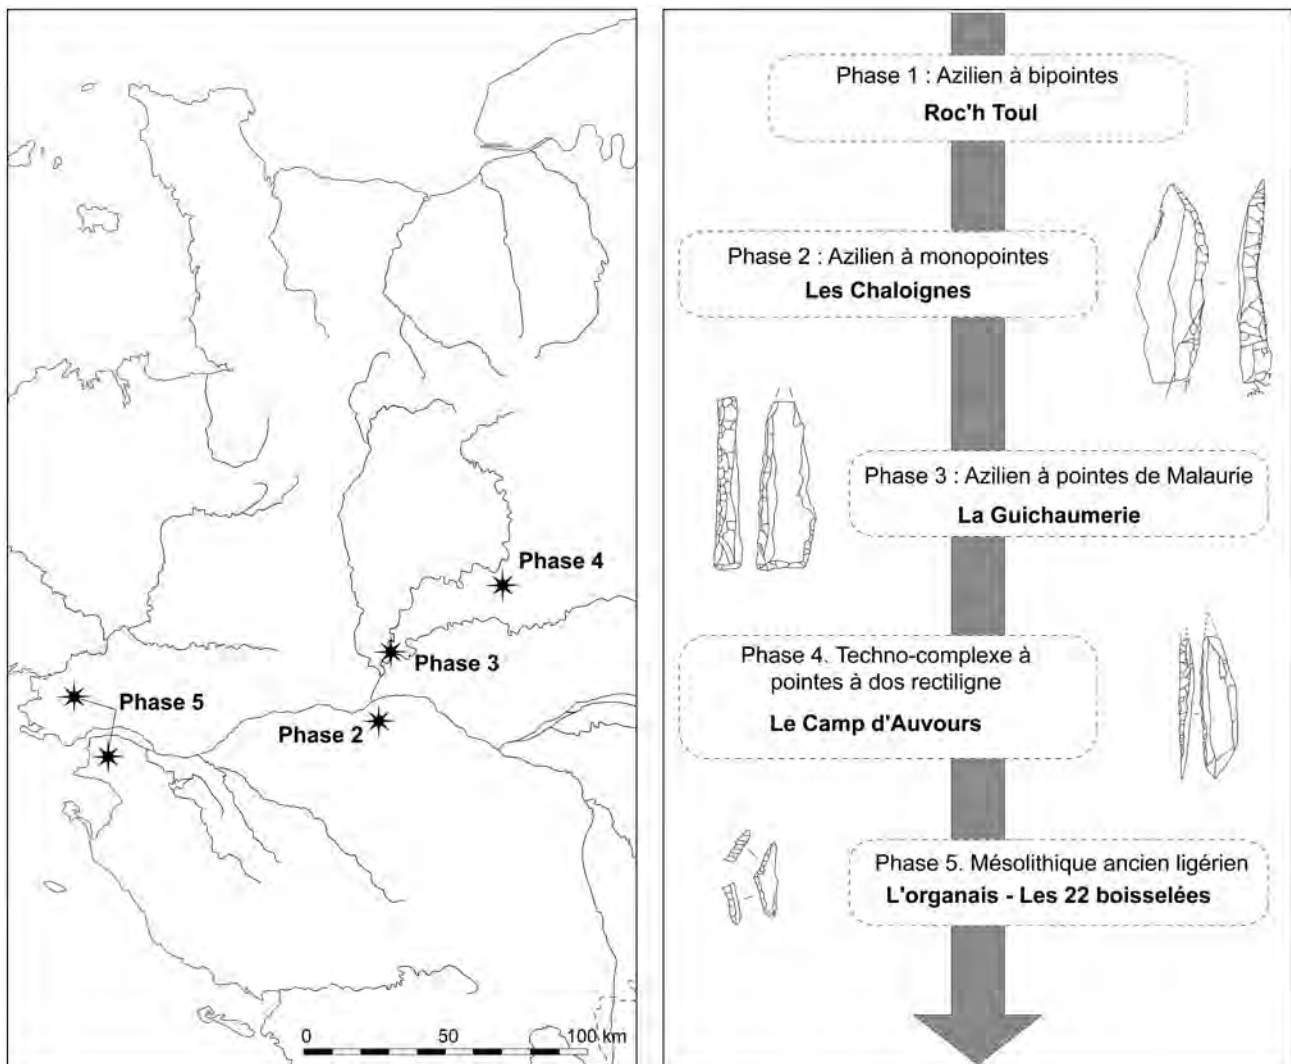 Phase 4
Phase 3
Phase 5
Phase 2
0 50 100 km
Phase 1 : Azilien à bipointes
Roc'h Toul
Phase 2 : Azilien à monopointes
Les Chaloignes
Phase 3 : Azilien à pointes de Malaurie
La Guichaumerie
Phase 4. Techno-complexe à
pointes à dos rectiligne
Le Camp d'Auvours
Phase 5. Mésolithique ancien ligérien
L'organais - Les 22 boisselées